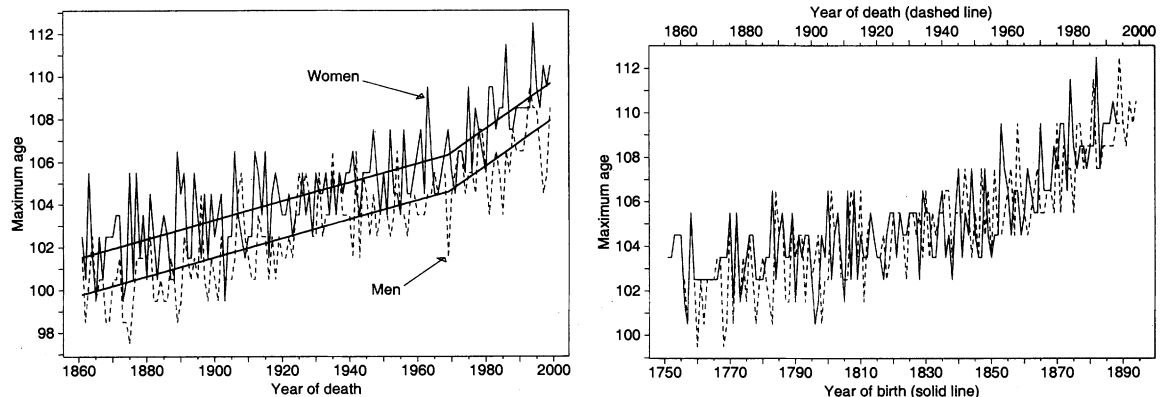 112
110
108
106
104
102
100
98
Maximum age
Women
Men
1860 1880 1900 1920 1940 1960 1980 2000
Year of death
Year of death (dashed line)
1860 1880 1900 1920 1940 1960 1980 2000
112
110
108
106
104
102
100
Maximum age
1750 1770 1790 1810 1830 1850 1870 1890
Year of birth (solid line)